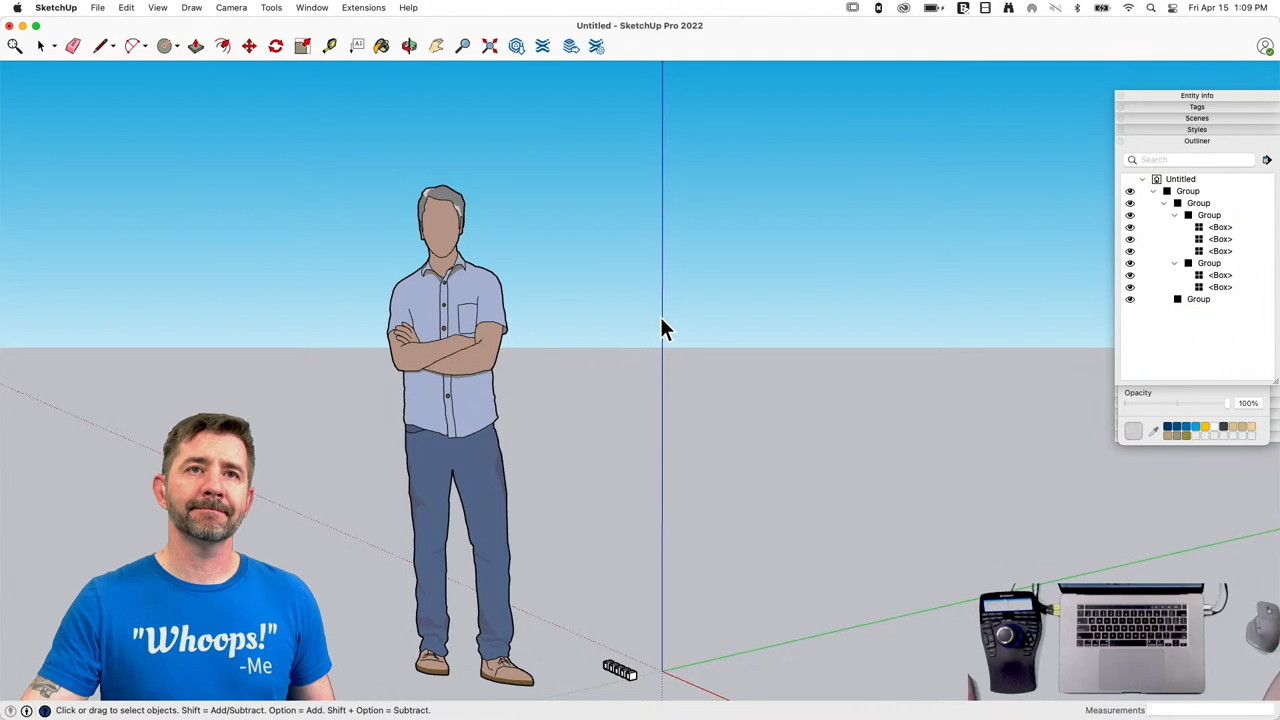 SketchUp File Edit View Draw Camera Tools Window Extensions Help
Fri Apr 15 1:09 PM
Untitled - SketchUp Pro 2022
Entity Info
Tags
Scenes
Styles
Outliner
Search
Untitled
Group
Group
Group
<Box>
<Box>
<Box>
Group
<Box>
<Box>
Group
Opacity
100%
"Whoops!"
-Me
Click or drag to select objects. Shift = Add/Subtract. Option = Add. Shift + Option = Subtract.
Measurements